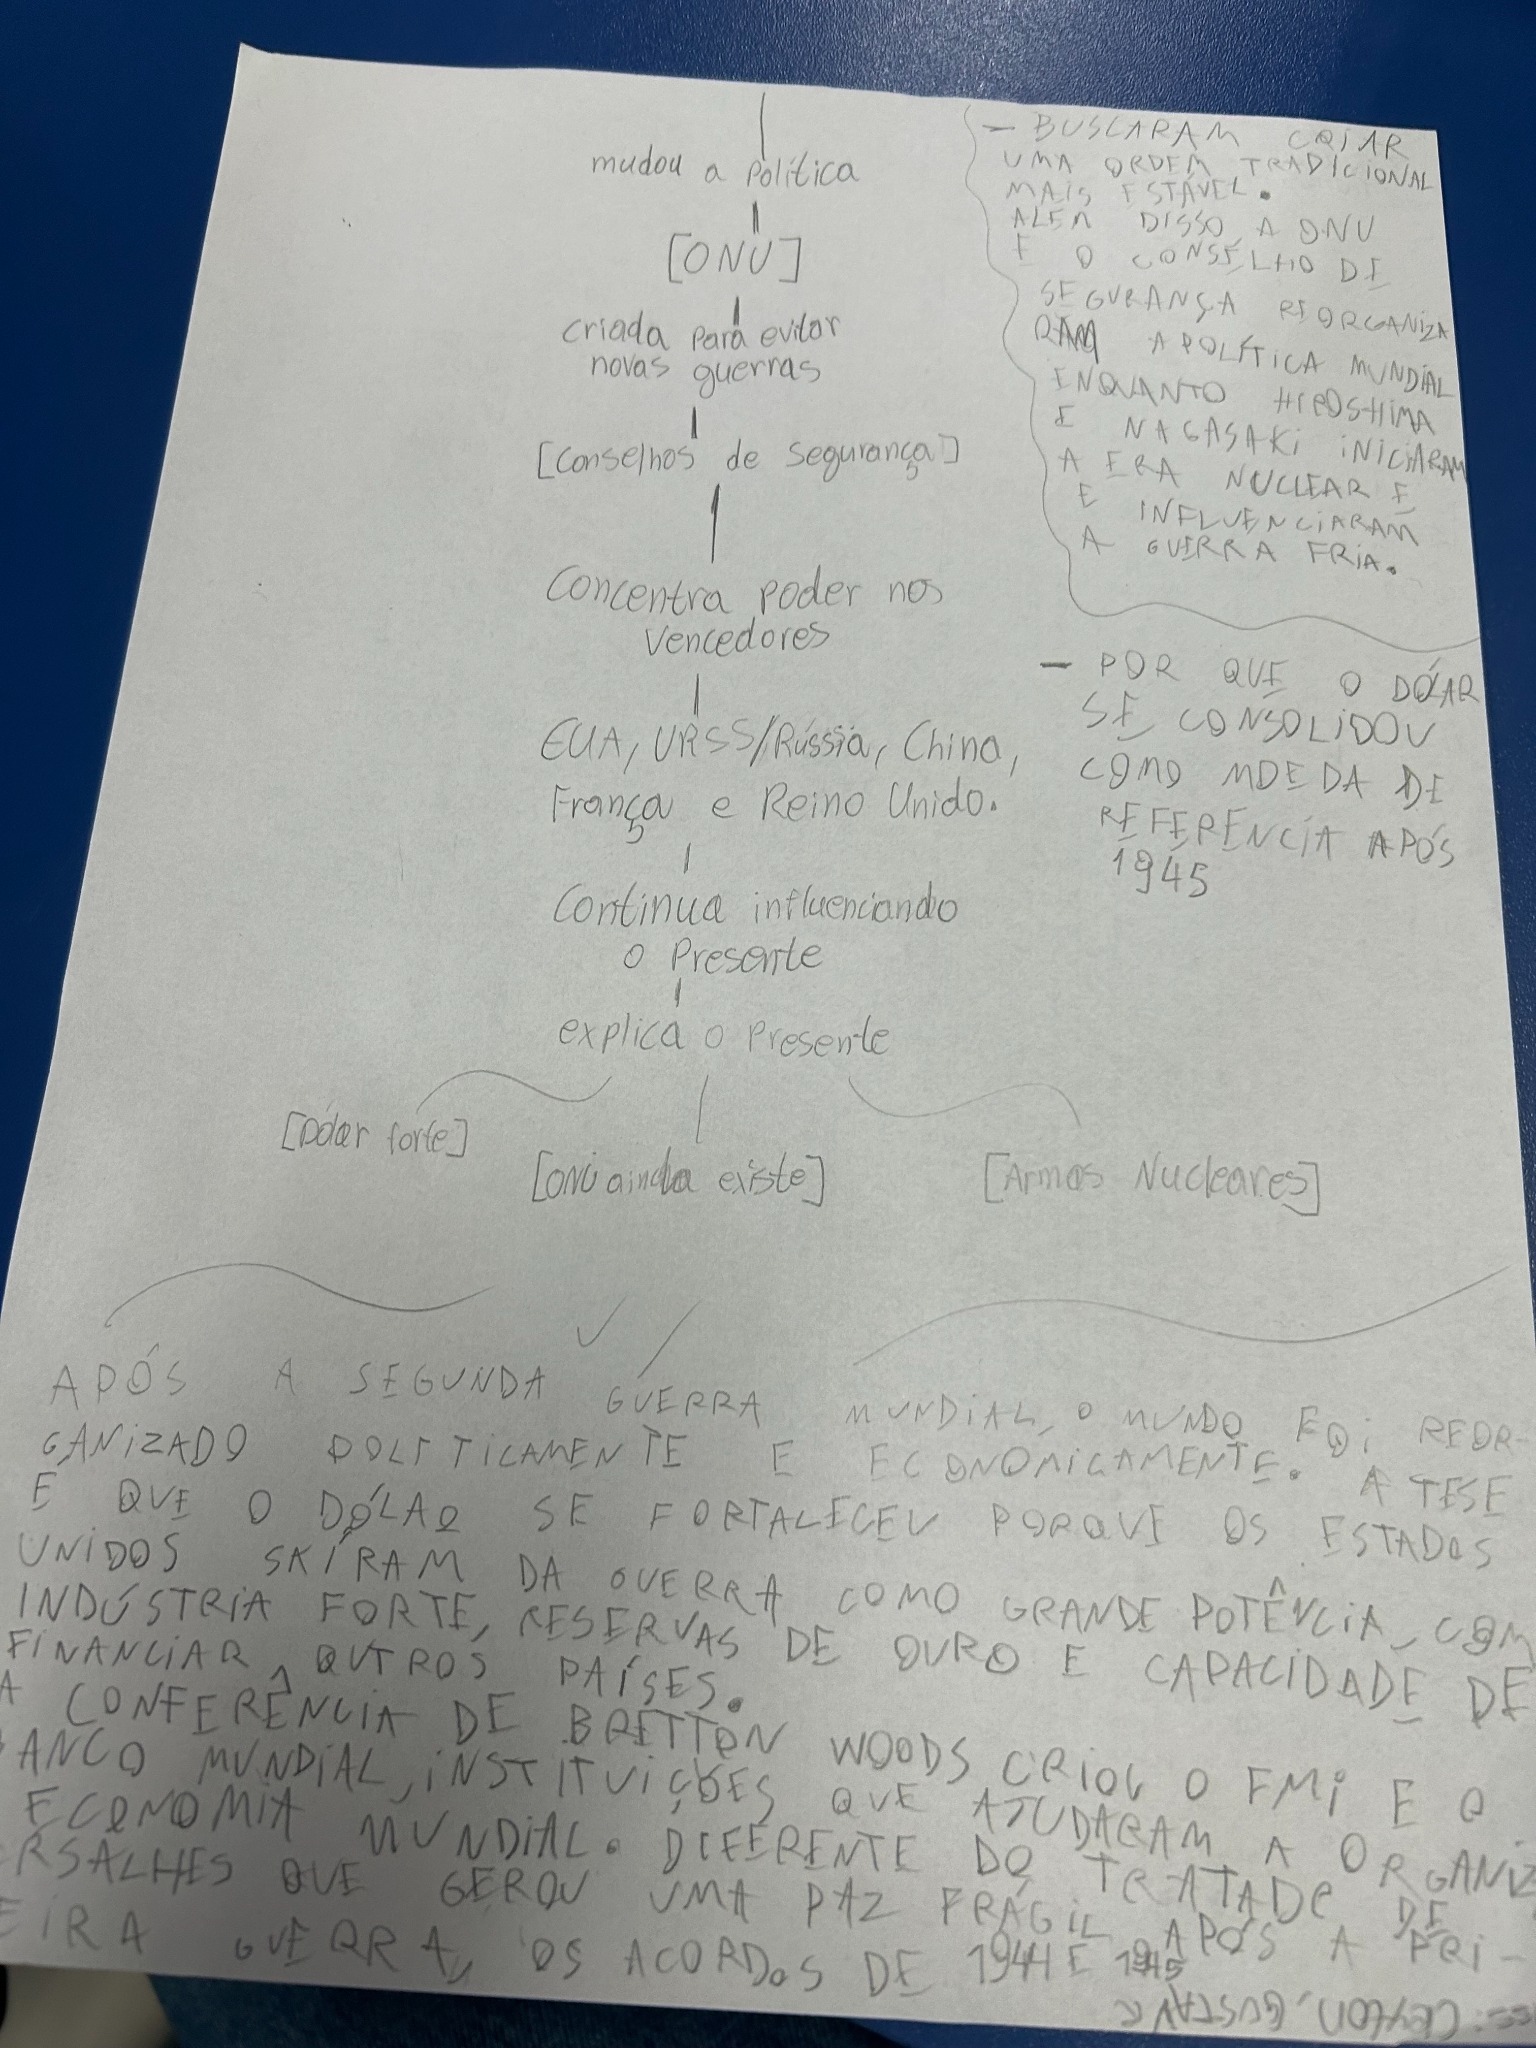 mudou a política
[ONU]
criada para evitar
novas guerras
[Conselhos de Segurança]
Concentra poder nos
vencedores
EUA, URSS/Rússia, China,
França e Reino Unido.
Continua influenciando
o Presente
explica o Presente
[Dólar forte]
[ONU ainda existe]
[Armas Nucleares]
— BUSCARAM CRIAR
UMA ORDEM TRADICIONAL
MAIS ESTÁVEL.
ALÉM DISSO A ONU
E O CONSELHO DE
SEGURANÇA REORGANIZA
RAM A POLÍTICA MUNDIAL
ENQUANTO HIROSHIMA
E NAGASAKI INICIARAM
A ERA NUCLEAR E
E INFLUENCIARAM
A GUERRA FRIA.
— POR QUE O DÓLAR
SE CONSOLIDOU
COMO MOEDA DE
REFERENCIA APÓS
1945
APÓS A SEGUNDA GUERRA MUNDIAL, O MUNDO FOI REOR-
GANIZADO POLITICAMENTE E ECONOMICAMENTE. A TESE
E QUE O DÓLAR SE FORTALECEU PORQUE OS ESTADOS
UNIDOS SAÍRAM DA GUERRA COMO GRANDE POTÊNCIA, COM
INDÚSTRIA FORTE, RESERVAS DE OURO E CAPACIDADE DE
FINANCIAR OUTROS PAÍSES.
A CONFERÊNCIA DE BRETTON WOODS CRIOU O FMI E O
BANCO MUNDIAL, INSTITUIÇÕES QUE AJUDARAM A ORGANIZ
ECONOMIA MUNDIAL. DIFERENTE DO TRATADO DE
ERSALHES QUE GEROU UMA PAZ FRÁGIL APÓS A PRI-
EIRA GUERRA, OS ACORDOS DE 1944 E 1945